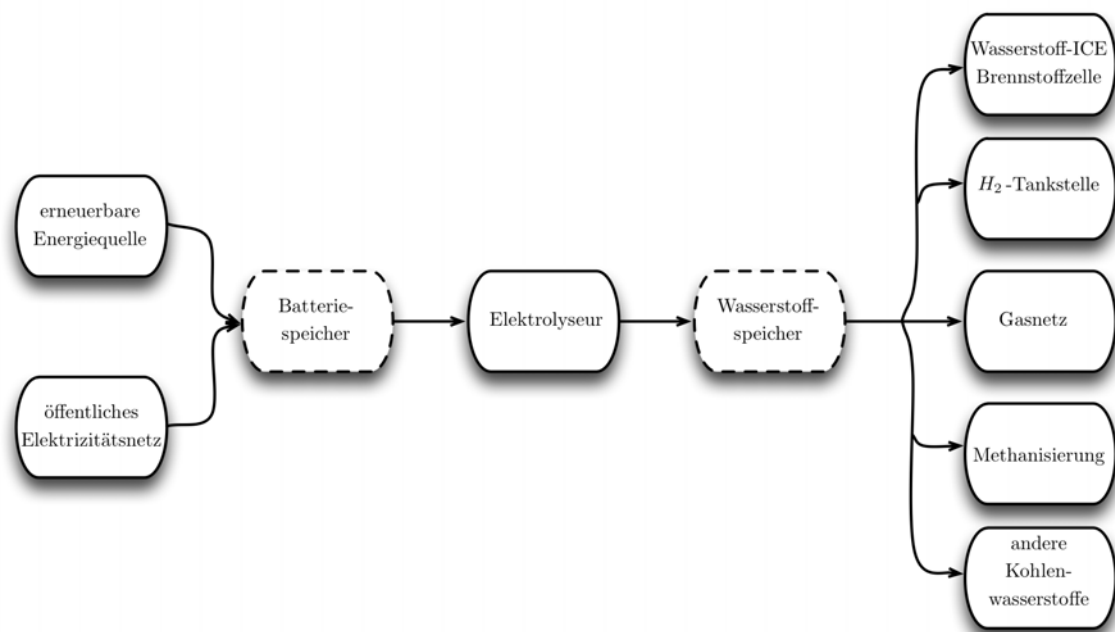 erneuerbare
Energiequelle
öffentliches
Elektrizitätsnetz
Batterie-
speicher
Elektrolyseur
Wasserstoff-
speicher
Wasserstoff-ICE
Brennstoffzelle
H₂-Tankstelle
Gasnetz
Methanisierung
andere
Kohlen-
wasserstoffe